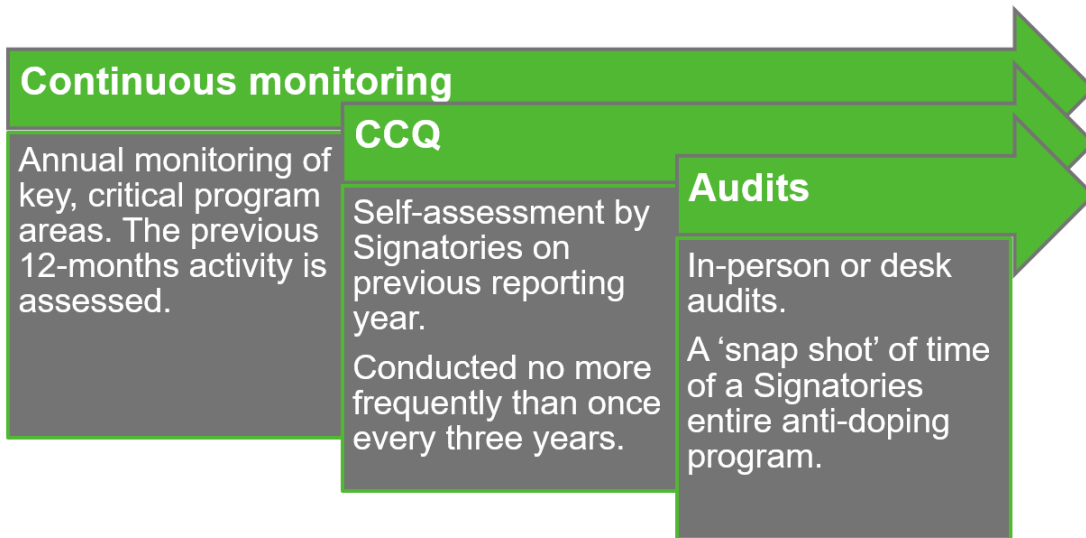 Continuous monitoring
Annual monitoring of
key, critical program
areas. The previous
12-months activity is
assessed.
CCQ
Self-assessment by
Signatories on
previous reporting
year.
Conducted no more
frequently than once
every three years.
Audits
In-person or desk
audits.
A ‘snap shot’ of time
of a Signatories
entire anti-doping
program.